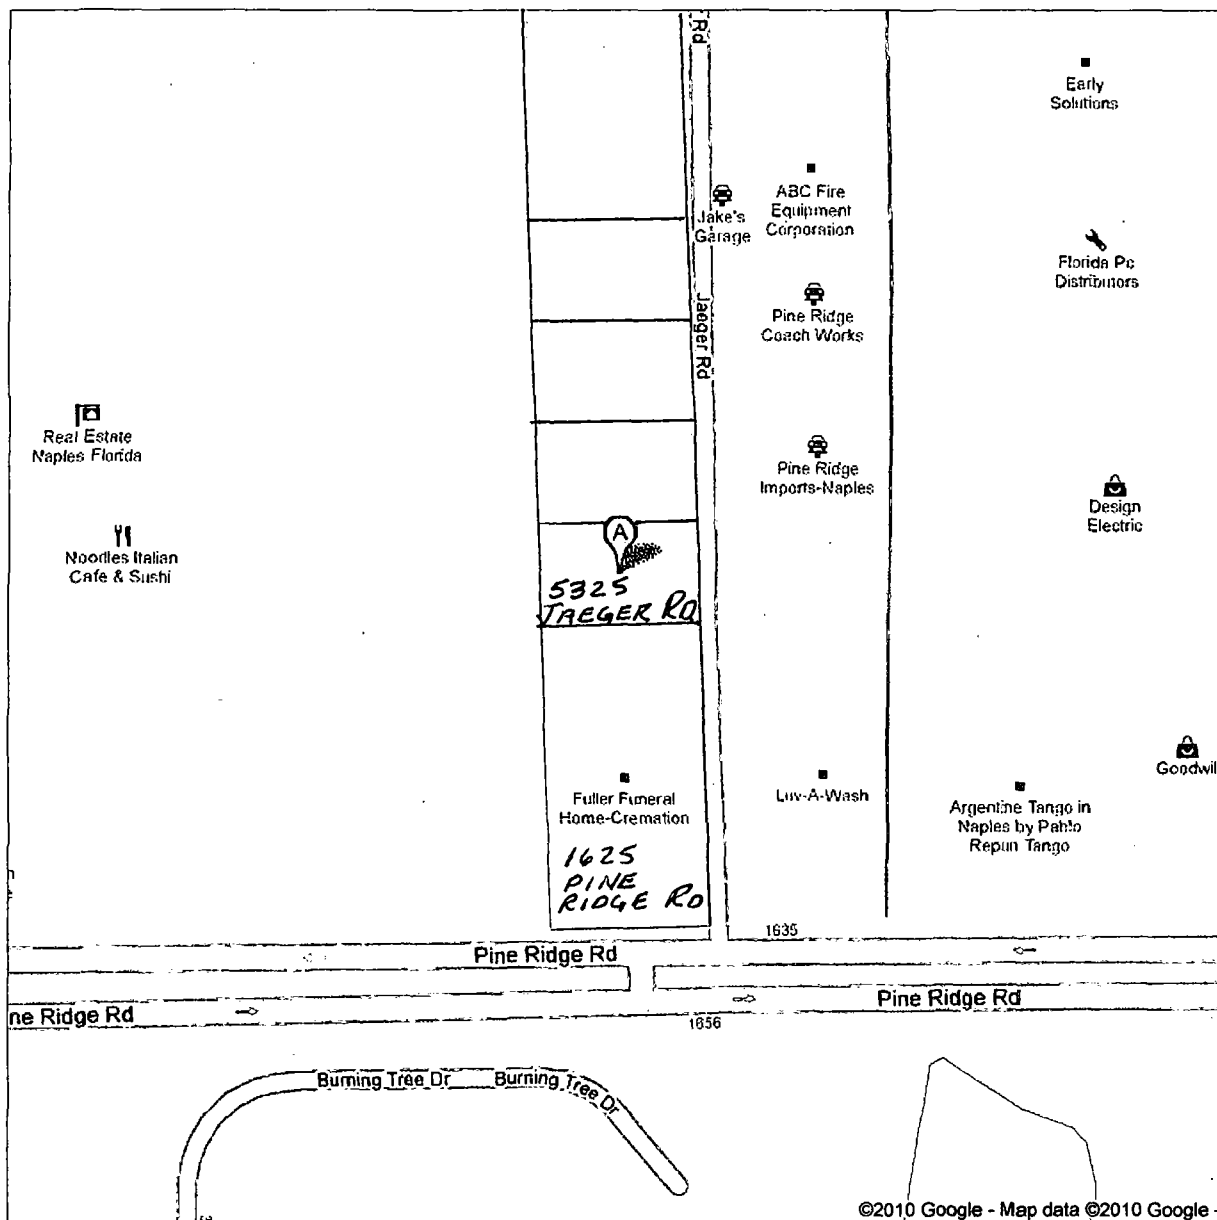 Rd
Early
Solutions
ABC Fire
Equipment
Corporation
Jake's
Garage
Florida Pc
Distributors
Jaeger Rd
Pine Ridge
Coach Works
Real Estate
Naples Florida
Pine Ridge
Imports-Naples
Design
Electric
A
Noodles Italian
Cafe & Sushi
5325
JAEGER RD
Goodwil
Fuller Funeral
Home-Cremation
Luv-A-Wash
Argentine Tango in
Naples by Pablo
Repun Tango
1625
PINE
RIDGE RD
1635
Pine Ridge Rd
Pine Ridge Rd
ne Ridge Rd
1656
Burning Tree Dr
Burning Tree Dr
©2010 Google - Map data ©2010 Google -